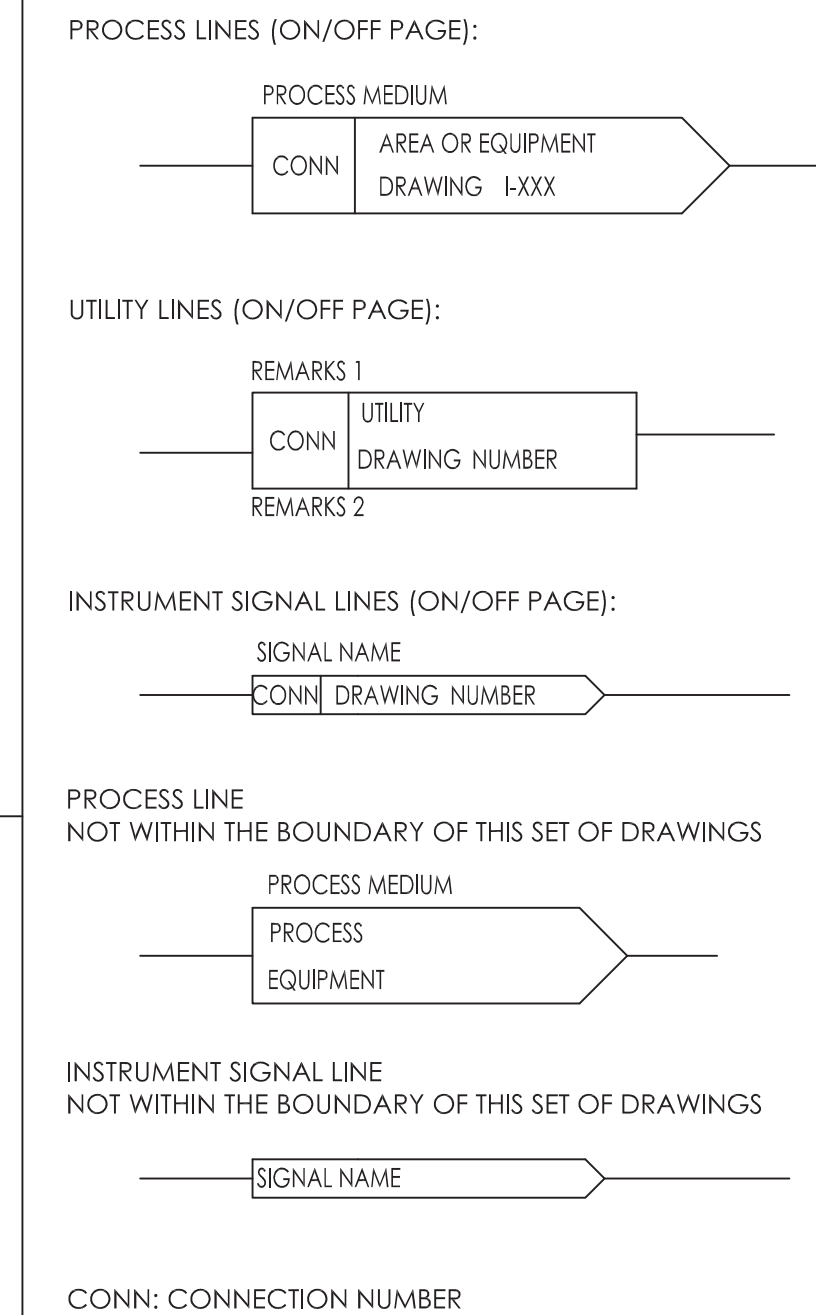 PROCESS LINES (ON/OFF PAGE):
PROCESS MEDIUM
CONN
AREA OR EQUIPMENT
DRAWING I-XXX
UTILITY LINES (ON/OFF PAGE):
REMARKS 1
CONN
UTILITY
DRAWING NUMBER
REMARKS 2
INSTRUMENT SIGNAL LINES (ON/OFF PAGE):
SIGNAL NAME
CONN DRAWING NUMBER
PROCESS LINE
NOT WITHIN THE BOUNDARY OF THIS SET OF DRAWINGS
PROCESS MEDIUM
PROCESS
EQUIPMENT
INSTRUMENT SIGNAL LINE
NOT WITHIN THE BOUNDARY OF THIS SET OF DRAWINGS
SIGNAL NAME
CONN: CONNECTION NUMBER